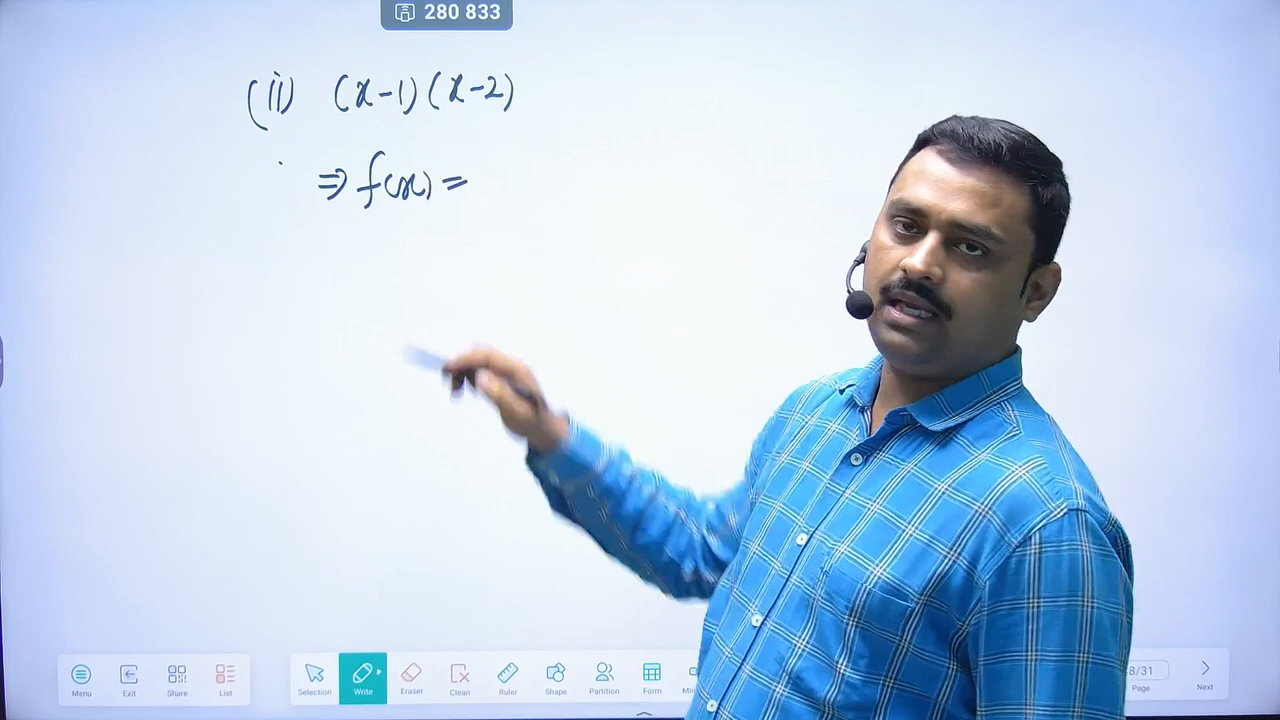 280 833
(ii) (x-1)(x-2)
⇒ f(x) =
Menu Exit Share List Selection Write Eraser Clean Ruler Shape Partition Form Page Next
8/31